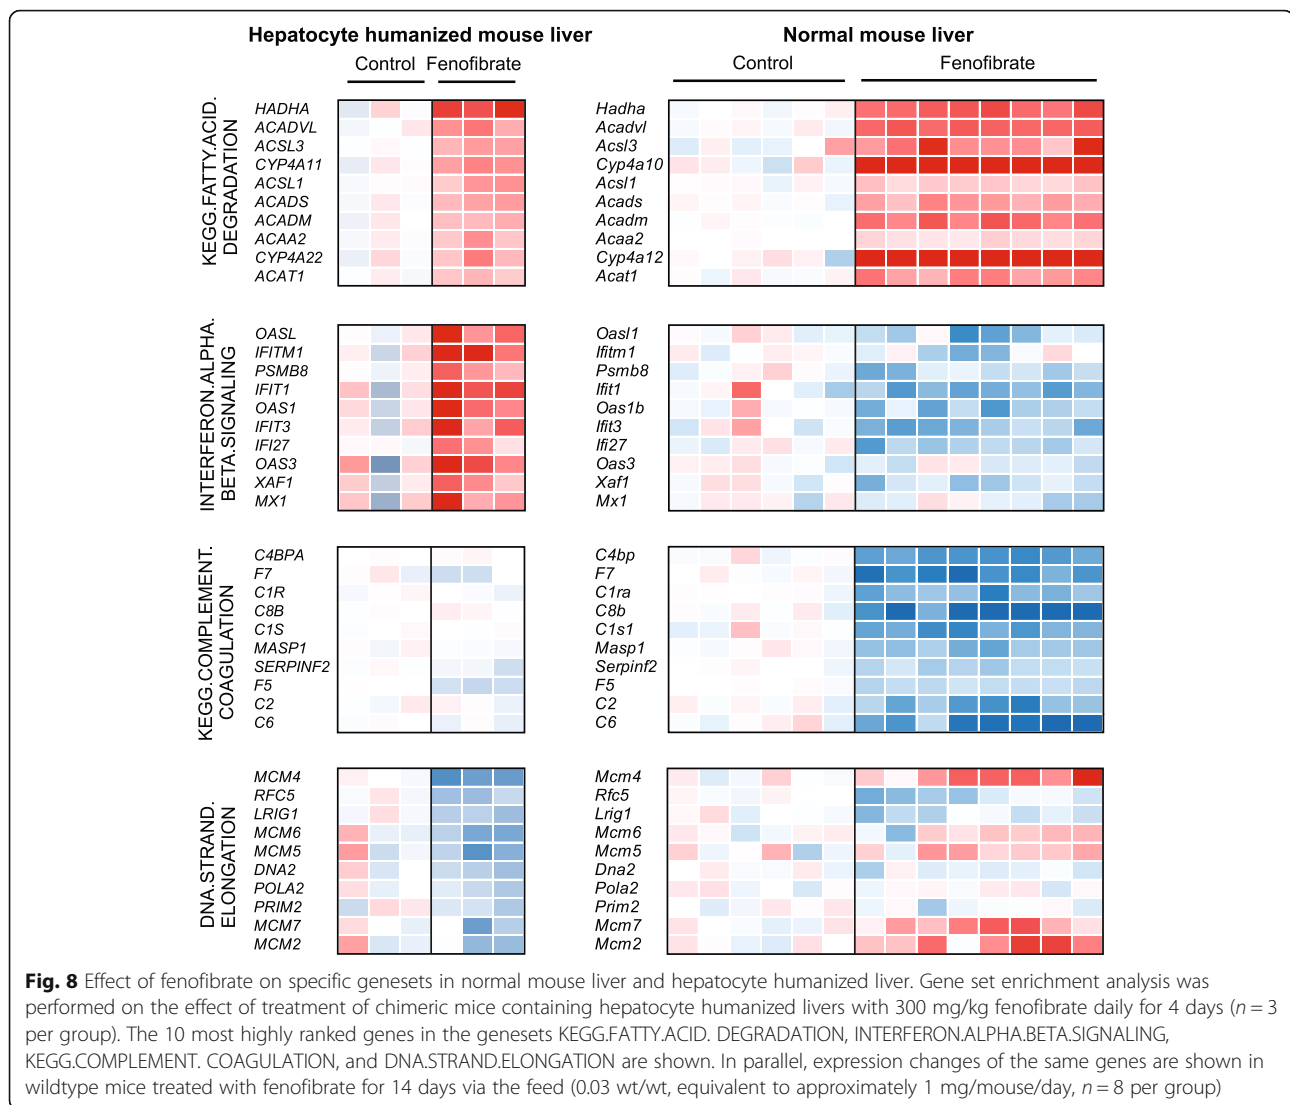 Hepatocyte humanized mouse liver
Normal mouse liver
Control
Fenofibrate
Control
Fenofibrate
KEGG.FATTY.ACID.
DEGRADATION
HADHA
ACADVL
ACSL3
CYP4A11
ACSL1
ACADS
ACADM
ACAA2
CYP4A22
ACAT1
Hadha
Acadvl
Acsl3
Cyp4a10
Acsl1
Acads
Acadm
Acaa2
Cyp4a12
Acat1
INTERFERON.ALPHA.
BETA.SIGNALING
OASL
IFITM1
PSMB8
IFIT1
OAS1
IFIT3
IFI27
OAS3
XAF1
MX1
Oasl1
Ifitm1
Psmb8
Ifit1
Oas1b
Ifit3
Ifi27
Oas3
Xaf1
Mx1
KEGG.COMPLEMENT.
COAGULATION
C4BPA
F7
C1R
C8B
C1S
MASP1
SERPINF2
F5
C2
C6
C4bp
F7
C1ra
C8b
C1s1
Masp1
Serpinf2
F5
C2
C6
DNA.STRAND.
ELONGATION
MCM4
RFC5
LRIG1
MCM6
MCM5
DNA2
POLA2
PRIM2
MCM7
MCM2
Mcm4
Rfc5
Lrig1
Mcm6
Mcm5
Dna2
Pola2
Prim2
Mcm7
Mcm2
Fig. 8 Effect of fenofibrate on specific genesets in normal mouse liver and hepatocyte humanized liver. Gene set enrichment analysis was
performed on the effect of treatment of chimeric mice containing hepatocyte humanized livers with 300 mg/kg fenofibrate daily for 4 days (n = 3
per group). The 10 most highly ranked genes in the genesets KEGG.FATTY.ACID. DEGRADATION, INTERFERON.ALPHA.BETA.SIGNALING,
KEGG.COMPLEMENT. COAGULATION, and DNA.STRAND.ELONGATION are shown. In parallel, expression changes of the same genes are shown in
wildtype mice treated with fenofibrate for 14 days via the feed (0.03 wt/wt, equivalent to approximately 1 mg/mouse/day, n = 8 per group)